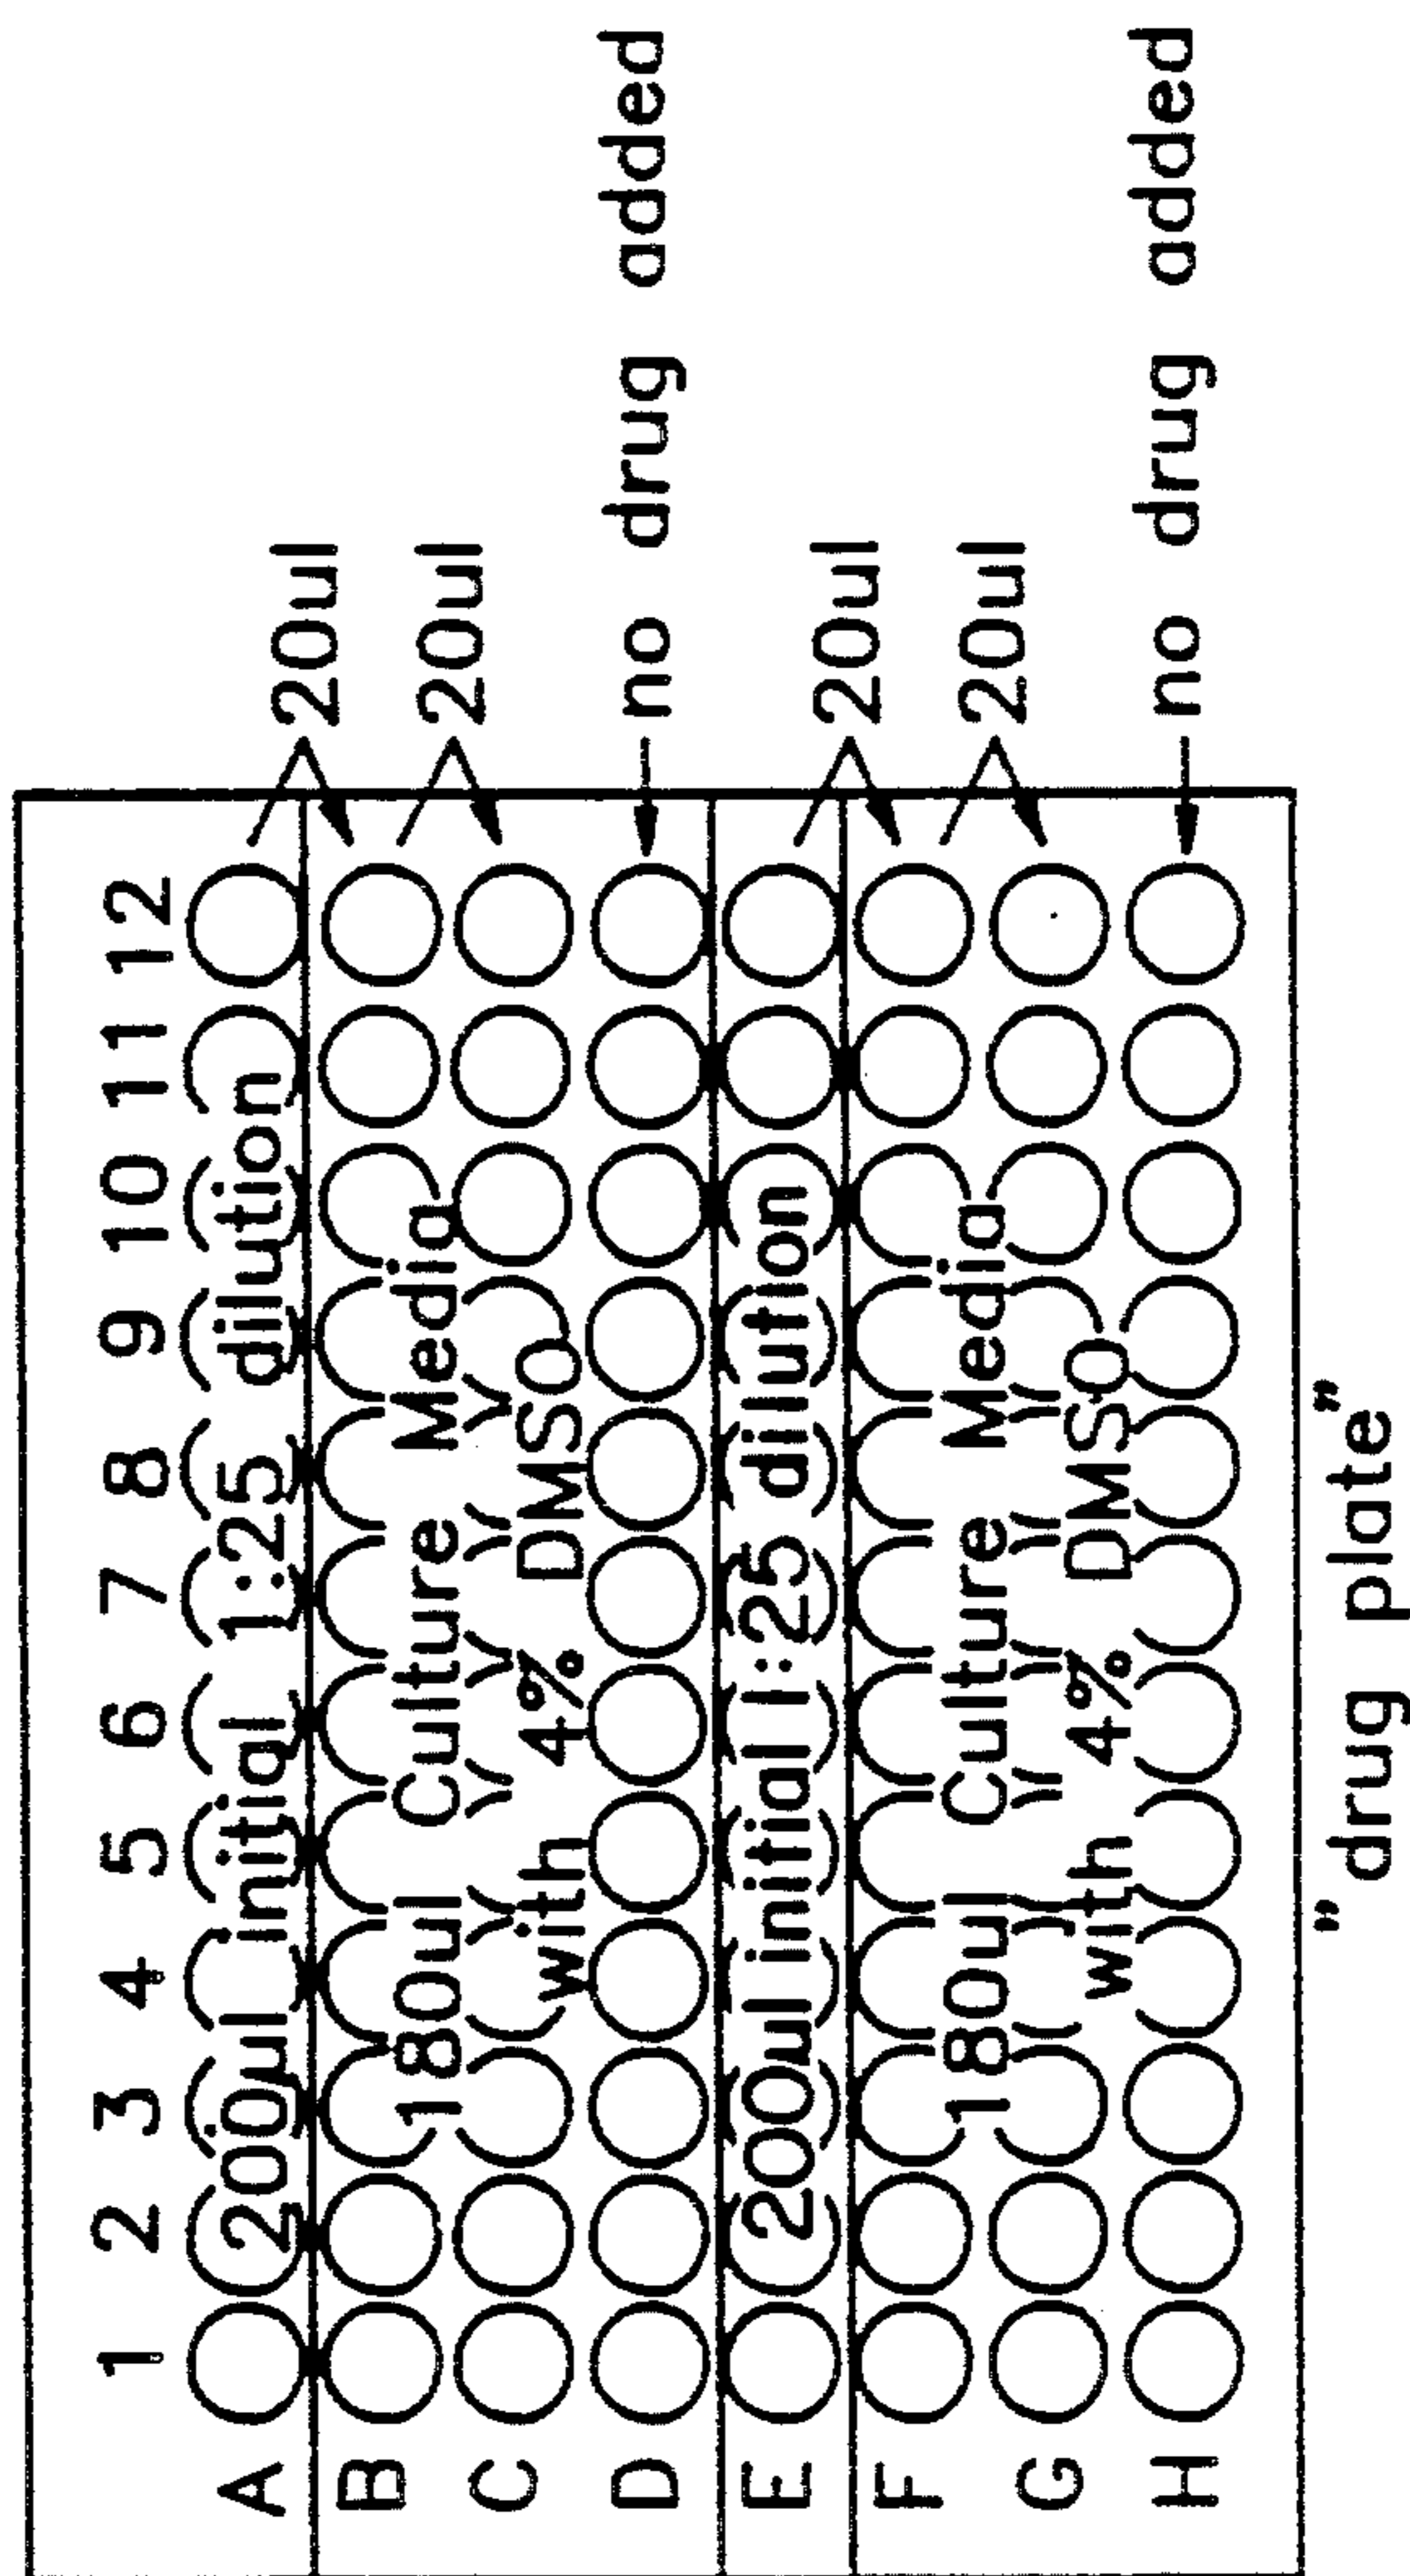 1 2 3 4 5 6 7 8 9 10 11 12
A 200µl initial 1:25 dilution
20ul
B
180ul Culture Media
20ul
C
with 4% DMSO
D no drug added
E 200ul initial 1:25 dilution
20ul
F
180ul Culture Media
20ul
G
with 4% DMSO
H no drug added
"drug plate"